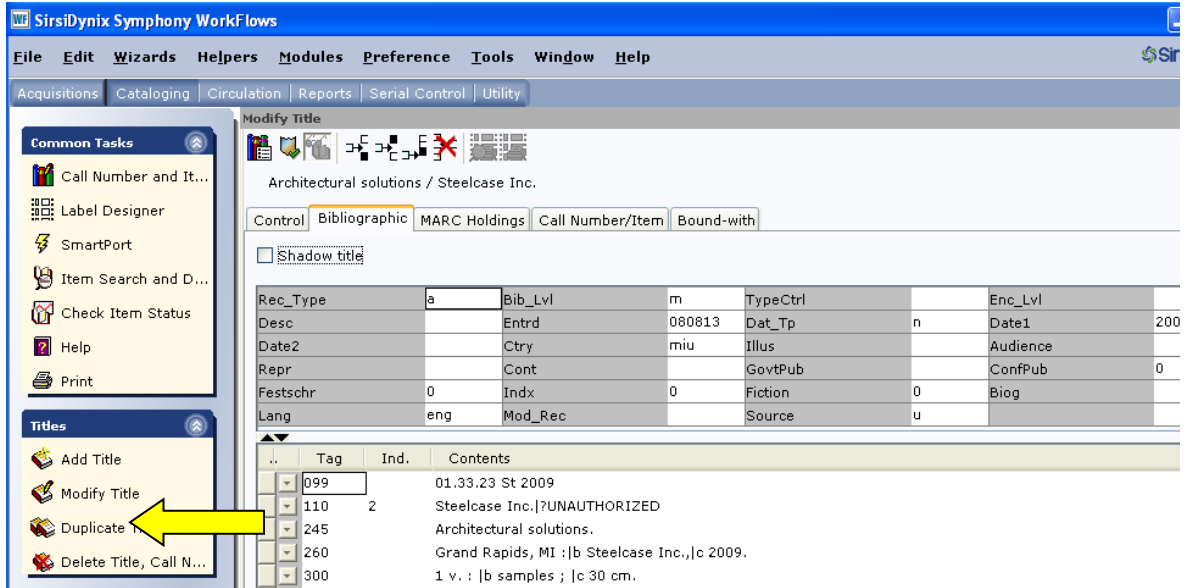 WF SirsiDynix Symphony WorkFlows
File Edit Wizards Helpers Modules Preference Tools Window Help
Sir
Acquisitions Cataloging Circulation Reports Serial Control Utility
Common Tasks
Call Number and It...
Label Designer
SmartPort
Item Search and D...
Check Item Status
Help
Print
Titles
Add Title
Modify Title
Duplicate
Delete Title, Call N...
Modify Title
Architectural solutions / Steelcase Inc.
Control Bibliographic MARC Holdings Call Number/Item Bound-with
Shadow title
Rec_Type a Bib_Lvl m TypeCtrl Enc_Lvl
Desc Entrd 080813 Dat_Tp n Date1 200
Date2 Ctry miu Illus Audience
Repr Cont GovtPub ConfPub 0
Festschr 0 Indx 0 Fiction 0 Biog
Lang eng Mod_Rec Source u
.. Tag Ind. Contents
099 01.33.23 St 2009
110 2 Steelcase Inc.|?UNAUTHORIZED
245 Architectural solutions.
260 Grand Rapids, MI :|b Steelcase Inc.,|c 2009.
300 1 v. : |b samples ; |c 30 cm.